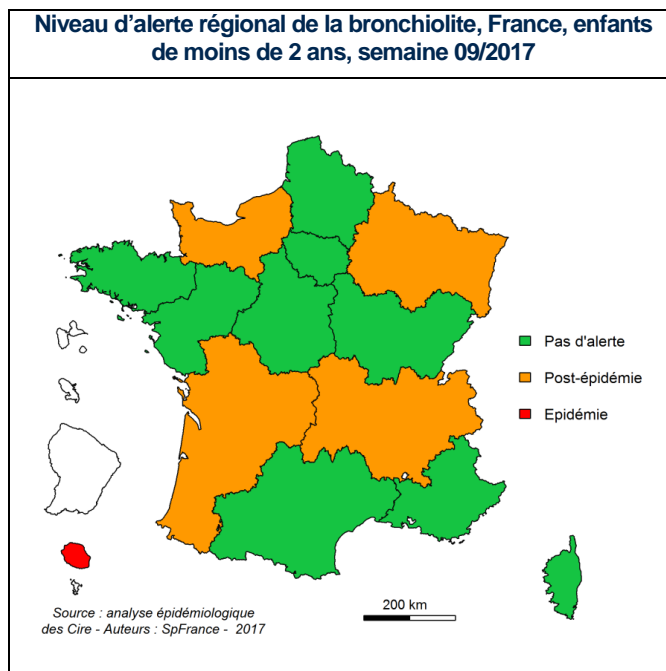 Niveau d'alerte régional de la bronchiolite, France, enfants
de moins de 2 ans, semaine 09/2017
Pas d'alerte
Post-épidémie
Epidémie
200 km
Source : analyse épidémiologique
des Cire - Auteurs : SpFrance - 2017